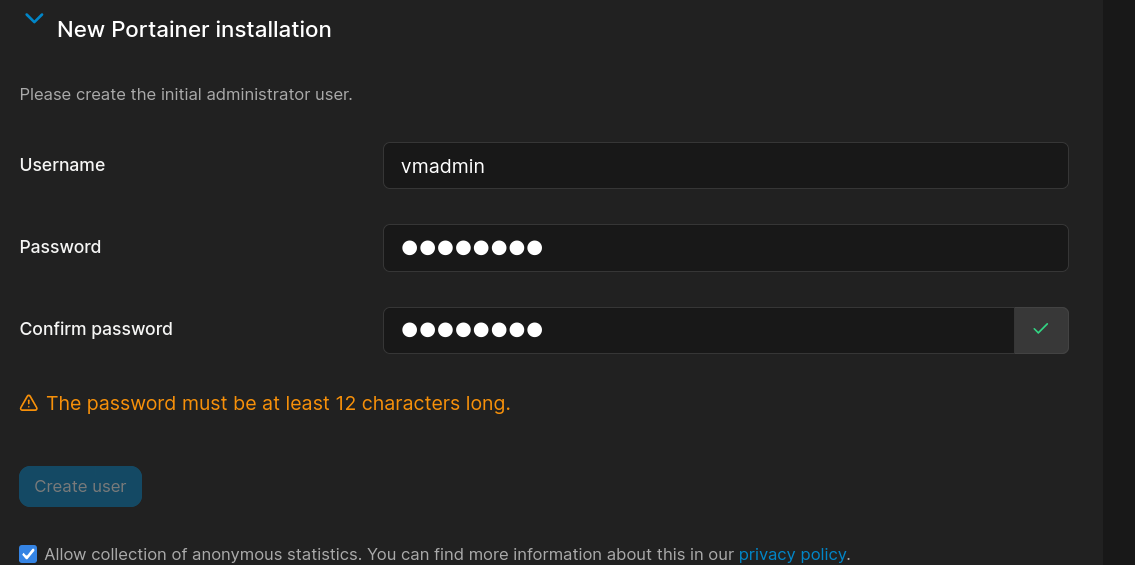 New Portainer installation
Please create the initial administrator user.
Username
vmadmin
Password
●●●●●●●●
Confirm password
●●●●●●●●
The password must be at least 12 characters long.
Create user
Allow collection of anonymous statistics. You can find more information about this in our privacy policy.